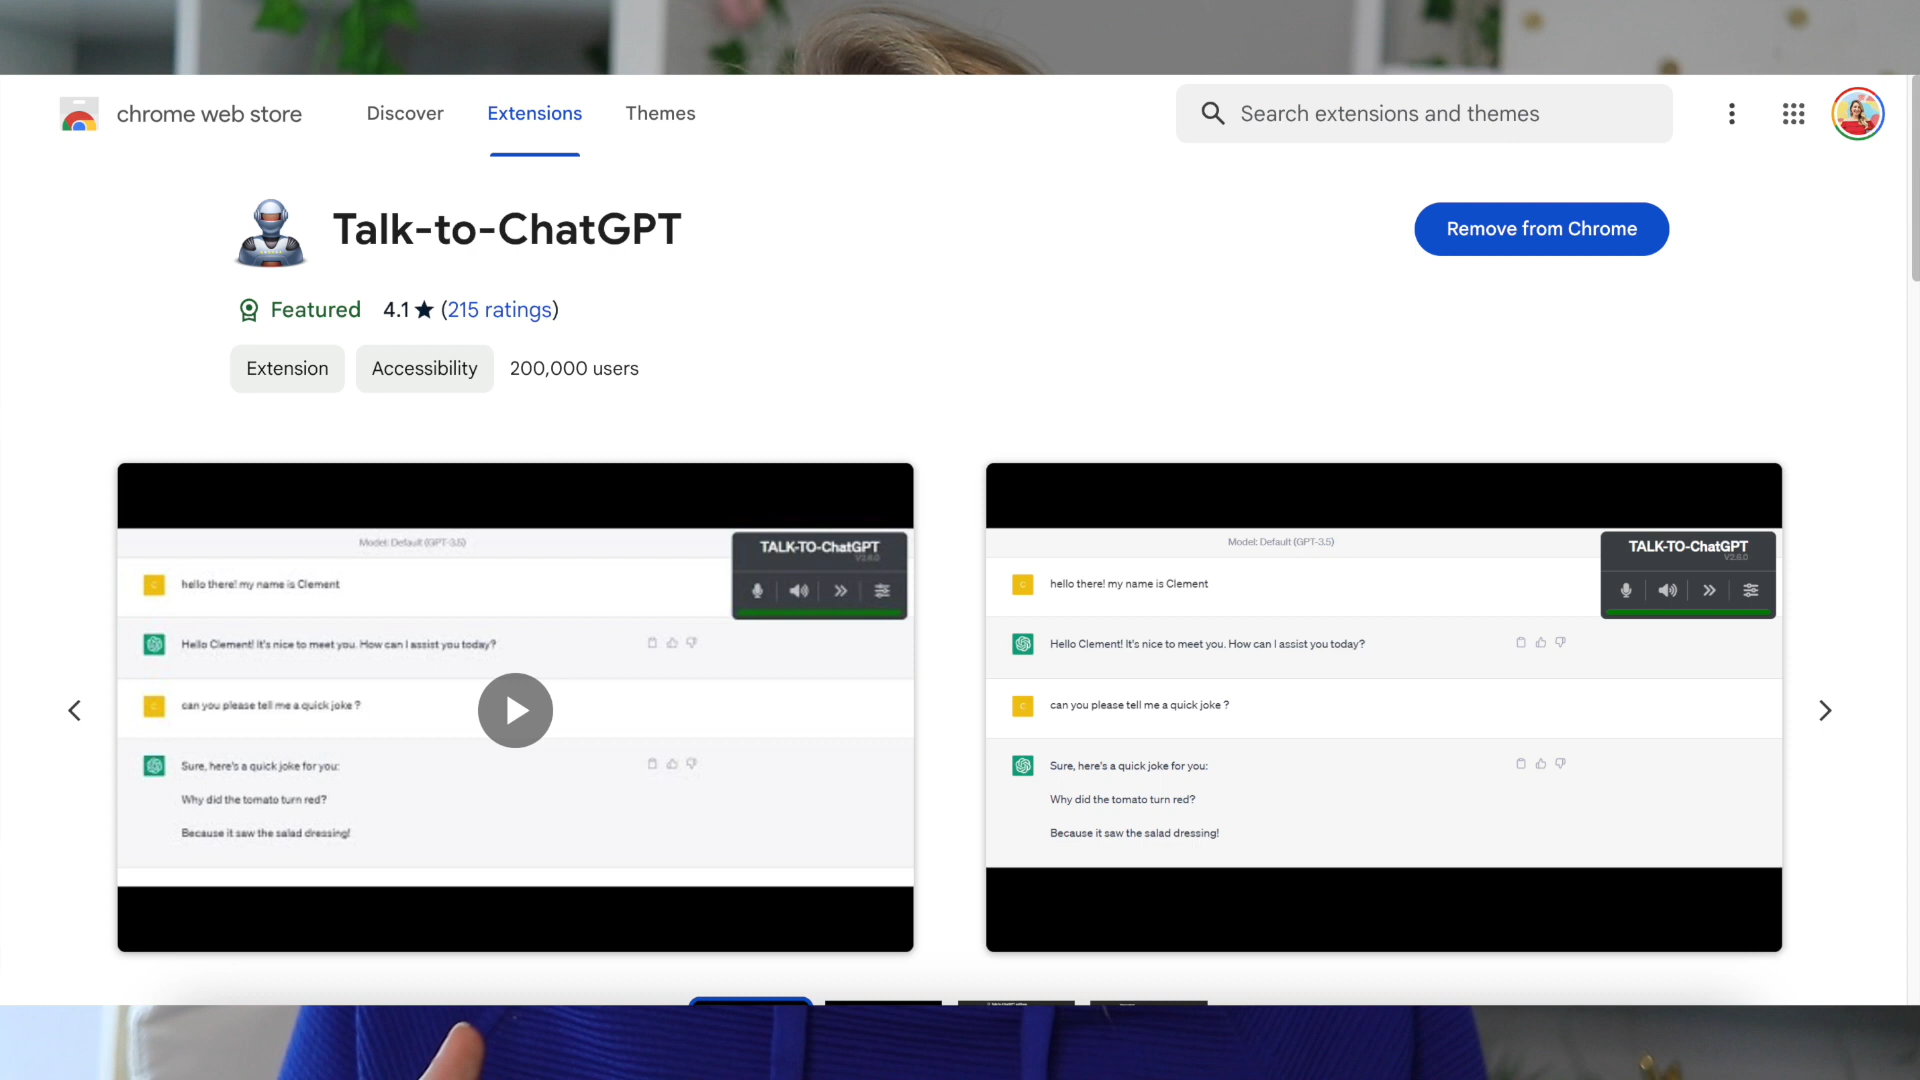 chrome web store
Discover
Extensions
Themes
Search extensions and themes
Talk-to-ChatGPT
Remove from Chrome
Featured
4.1 ★ (215 ratings)
Extension
Accessibility
200,000 users
Model: Default (GPT-3.5)
TALK-TO-ChatGPT
V2.6.0
C
hello there! my name is Clement
Hello Clement! It's nice to meet you. How can I assist you today?
C
can you please tell me a quick joke ?
Sure, here's a quick joke for you:
Why did the tomato turn red?
Because it saw the salad dressing!
Model: Default (GPT-3.5)
TALK-TO-ChatGPT
V2.6.0
C
hello there! my name is Clement
Hello Clement! It's nice to meet you. How can I assist you today?
C
can you please tell me a quick joke ?
Sure, here's a quick joke for you:
Why did the tomato turn red?
Because it saw the salad dressing!